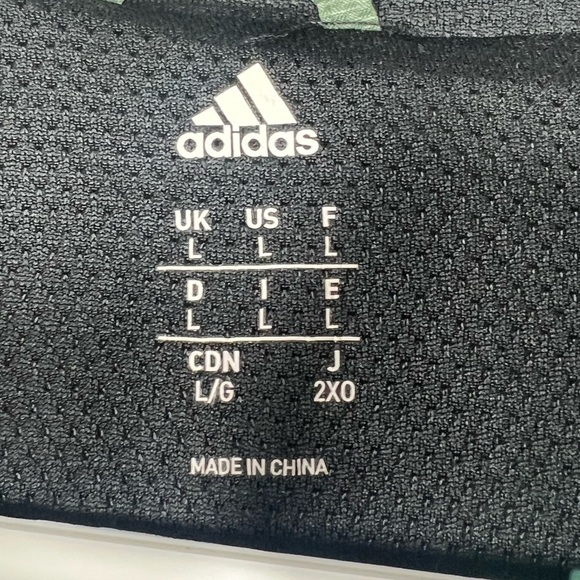 adidas
UK US F
L L L
D I E
L L L
CDN J
L/G 2XO
MADE IN CHINA